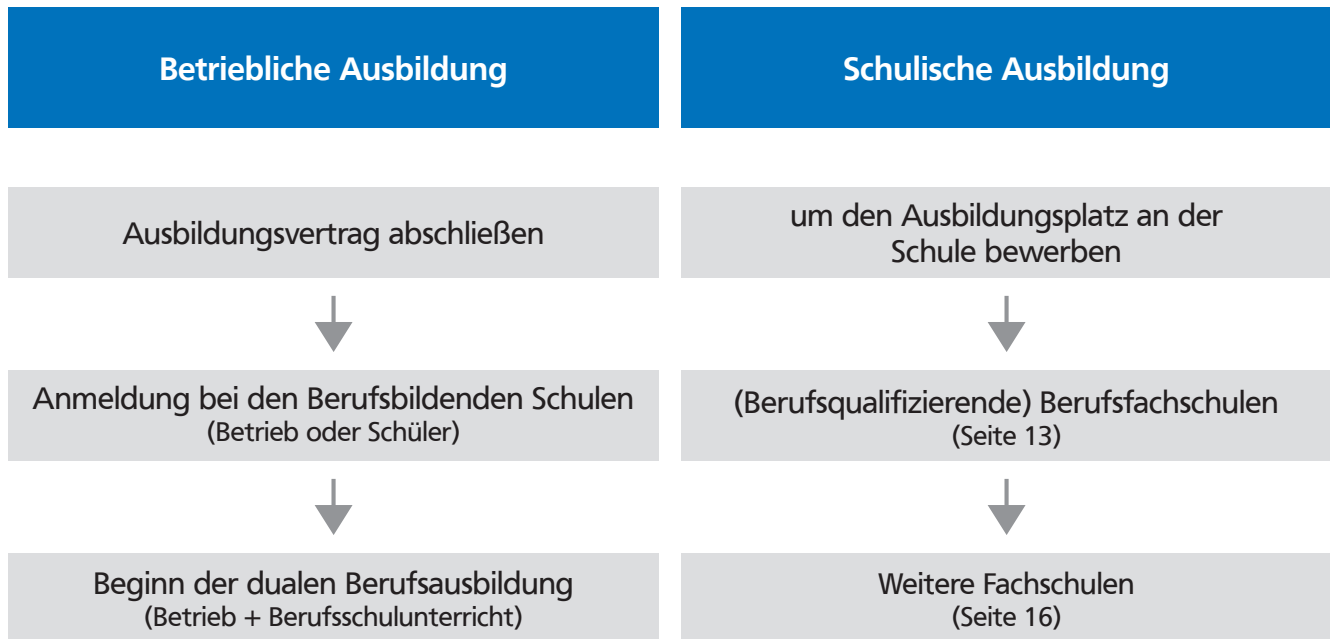 Betriebliche Ausbildung
Schulische Ausbildung
Ausbildungsvertrag abschließen
um den Ausbildungsplatz an der
Schule bewerben
Anmeldung bei den Berufsbildenden Schulen
(Betrieb oder Schüler)
(Berufsqualifizierende) Berufsfachschulen
(Seite 13)
Beginn der dualen Berufsausbildung
(Betrieb + Berufsschulunterricht)
Weitere Fachschulen
(Seite 16)